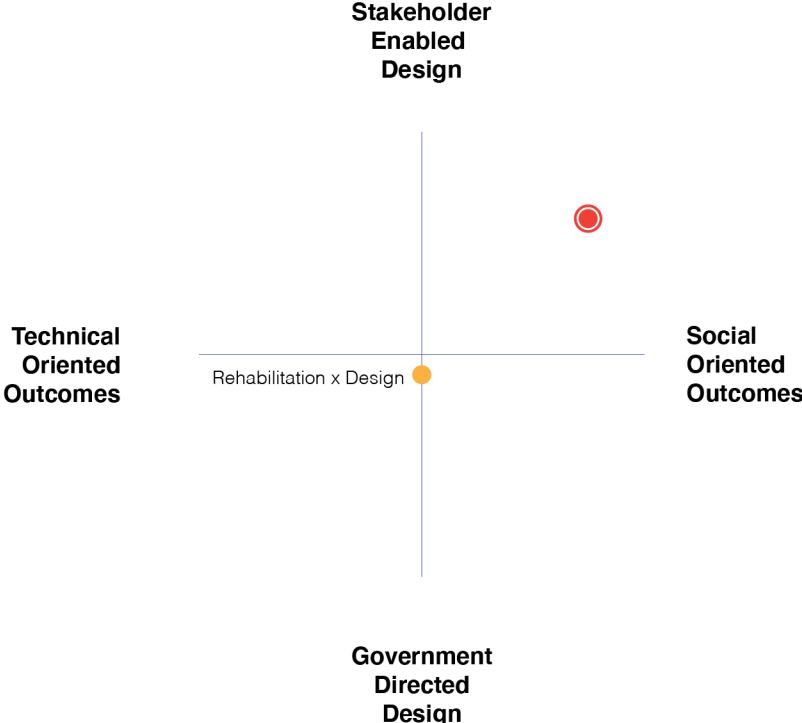 Stakeholder
Enabled
Design
Technical
Oriented
Outcomes
Social
Oriented
Outcomes
Rehabilitation x Design
Government
Directed
Design